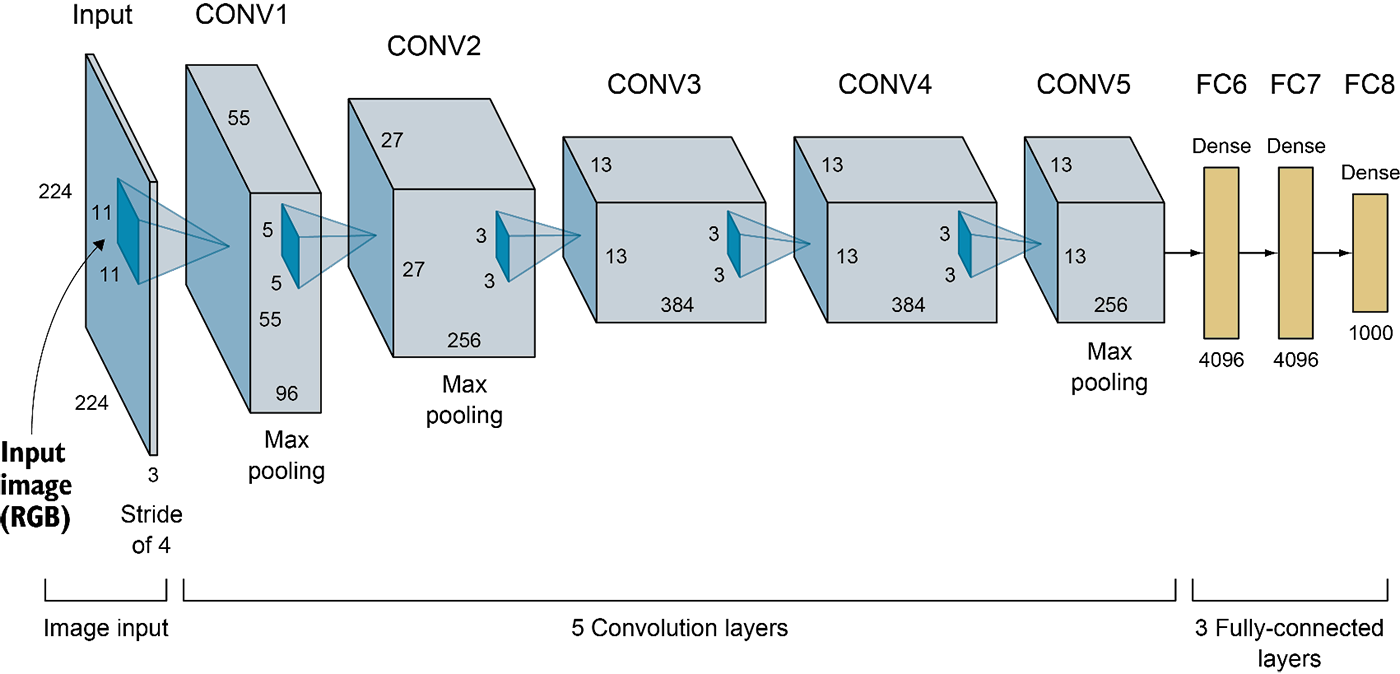 Input
CONV1
CONV2
CONV3
CONV4
CONV5
FC6
FC7
FC8
224
11
11
224
3
Stride
of 4
Input
image
(RGB)
55
5
5
55
96
Max
pooling
27
27
3
3
256
Max
pooling
13
13
3
3
384
13
13
3
3
384
13
13
256
Max
pooling
Dense
4096
Dense
4096
Dense
1000
Image input
5 Convolution layers
3 Fully-connected
layers